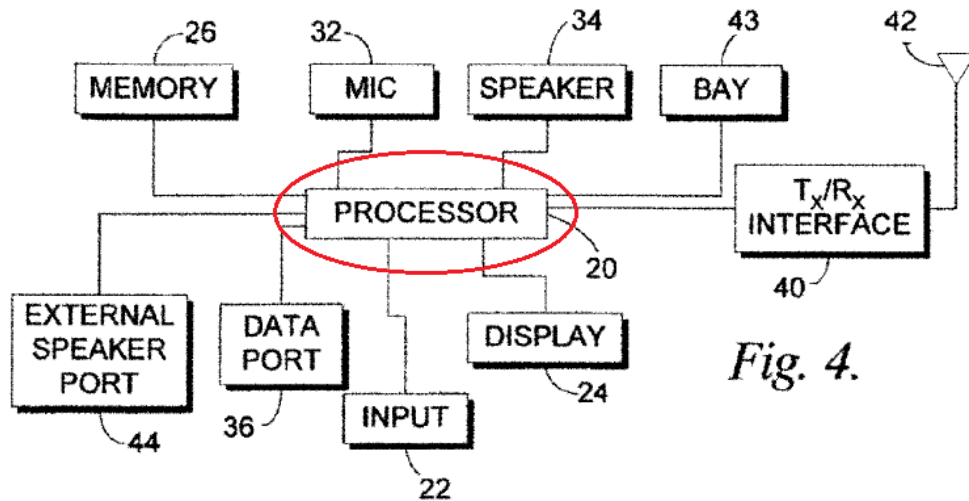 26
32
34
43
42
MEMORY
MIC
SPEAKER
BAY
PROCESSOR
20
Tx/Rx
INTERFACE
40
EXTERNAL
SPEAKER
PORT
44
DATA
PORT
36
INPUT
22
DISPLAY
24
Fig. 4.